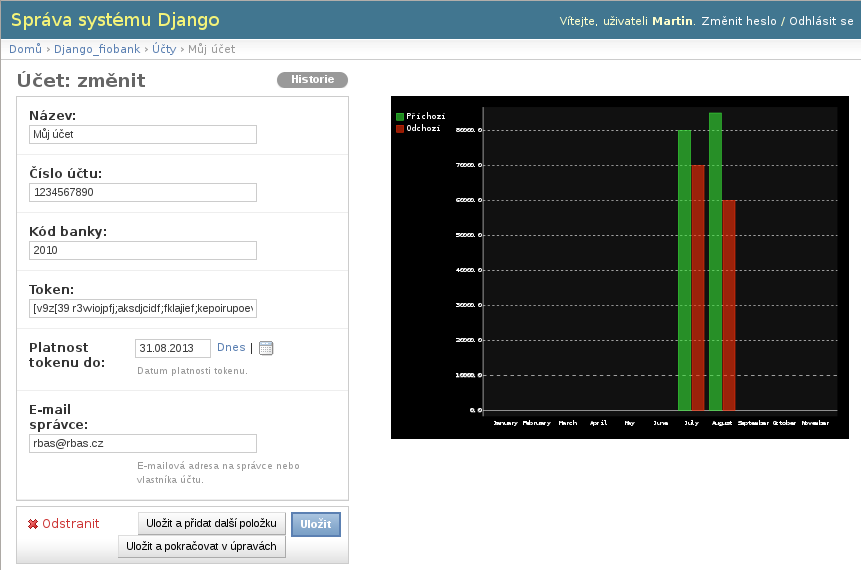 Správa systému Django
Vítejte, uživateli Martin. Změnit heslo / Odhlásit se
Domů › Django_fiobank › Účty › Můj účet
Účet: změnit
Historie
Název:
Můj účet
Číslo účtu:
1234567890
Kód banky:
2010
Token:
[v9z[39 r3wiojpfj;aksdjcidf;fklajief;kepoirupoev
Platnost
tokenu do:
31.08.2013 Dnes |
Datum platnosti tokenu.
E-mail
správce:
rbas@rbas.cz
E-mailová adresa na správce nebo
vlastníka účtu.
Odstranit
Uložit a přidat další položku
Uložit
Uložit a pokračovat v úpravách
Příchozí
Odchozí
80000.0
70000.0
60000.0
50000.0
40000.0
30000.0
20000.0
10000.0
0.0
January February March April May June July August September October November